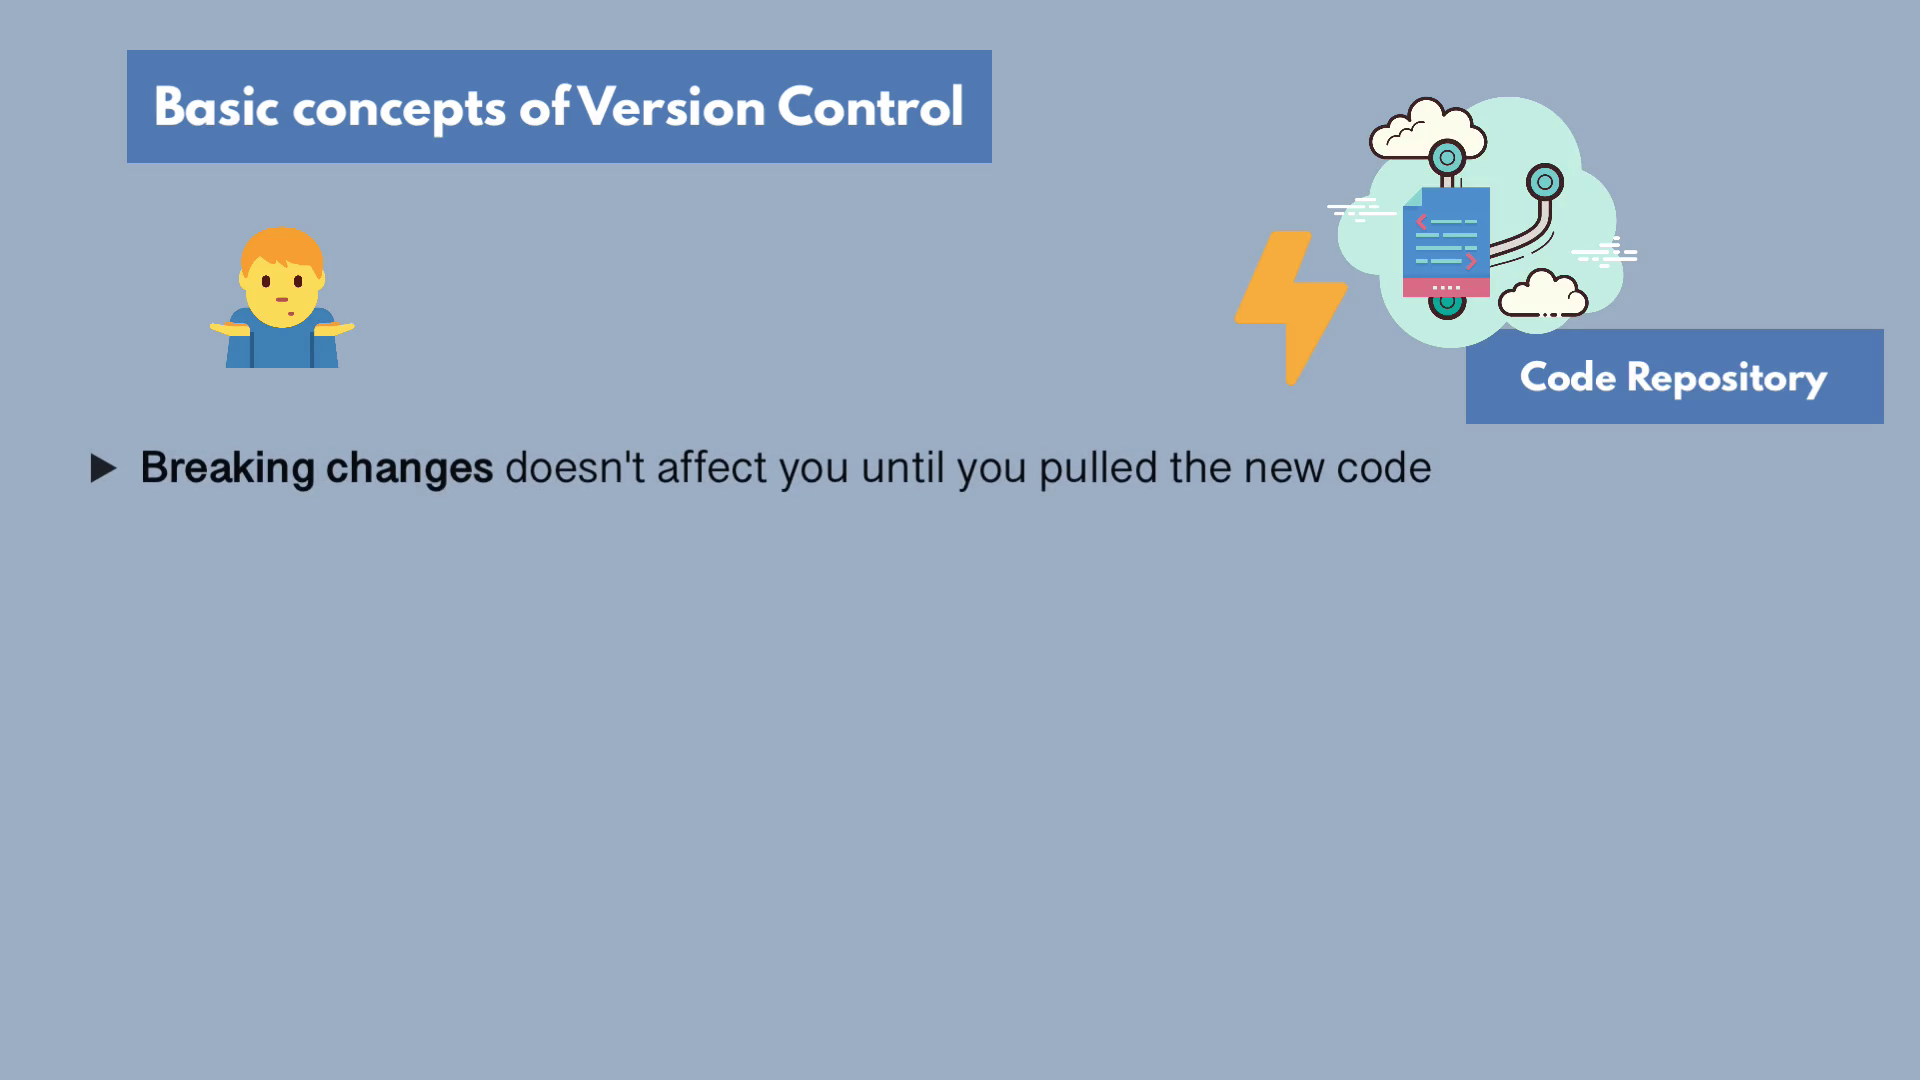 Basic concepts of Version Control
Code Repository
Breaking changes doesn't affect you until you pulled the new code